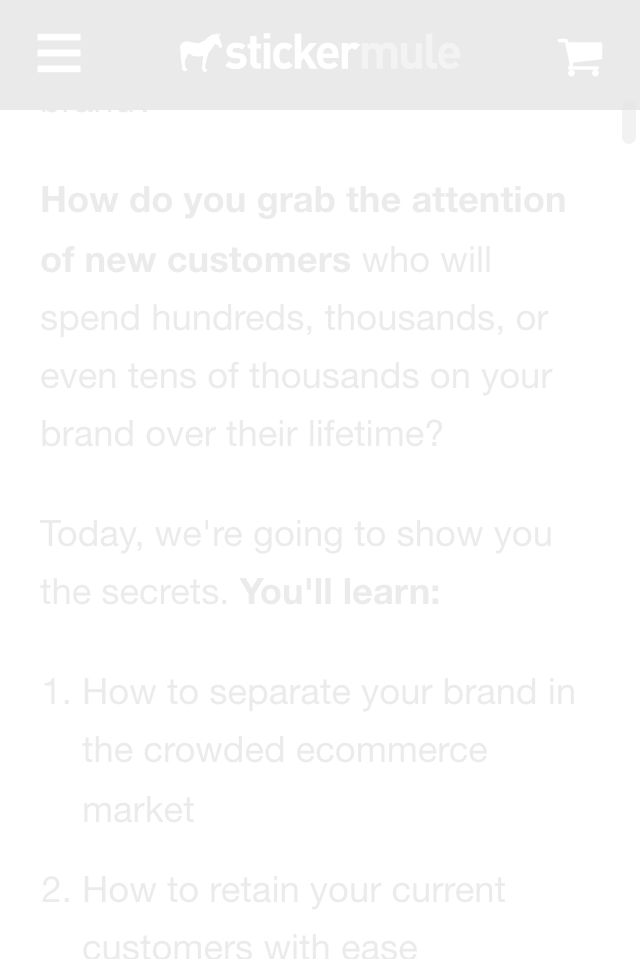 stickermule
How do you grab the attention
of new customers who will
spend hundreds, thousands, or
even tens of thousands on your
brand over their lifetime?
Today, we're going to show you
the secrets. You'll learn:
1. How to separate your brand in
the crowded ecommerce
market
2. How to retain your current
customers with ease